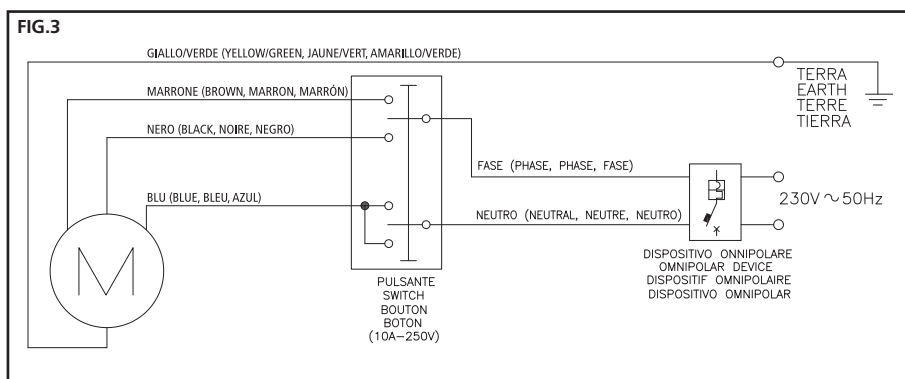 FIG.3
GIALLO/VERDE (YELLOW/GREEN, JAUNE/VERT, AMARILLO/VERDE)
TERRA
EARTH
TERRE
TIERRA
MARRONE (BROWN, MARRON, MARRÓN)
NERO (BLACK, NOIRE, NEGRO)
FASE (PHASE, PHASE, FASE)
230V ~ 50Hz
BLU (BLUE, BLEU, AZUL)
NEUTRO (NEUTRAL, NEUTRE, NEUTRO)
M
DISPOSITIVO ONNIPOLARE
OMNIPOLAR DEVICE
DISPOSITIF OMNIPOLAIRE
DISPOSITIVO OMNIPOLAR
PULSANTE
SWITCH
BOUTON
BOTON
(10A-250V)